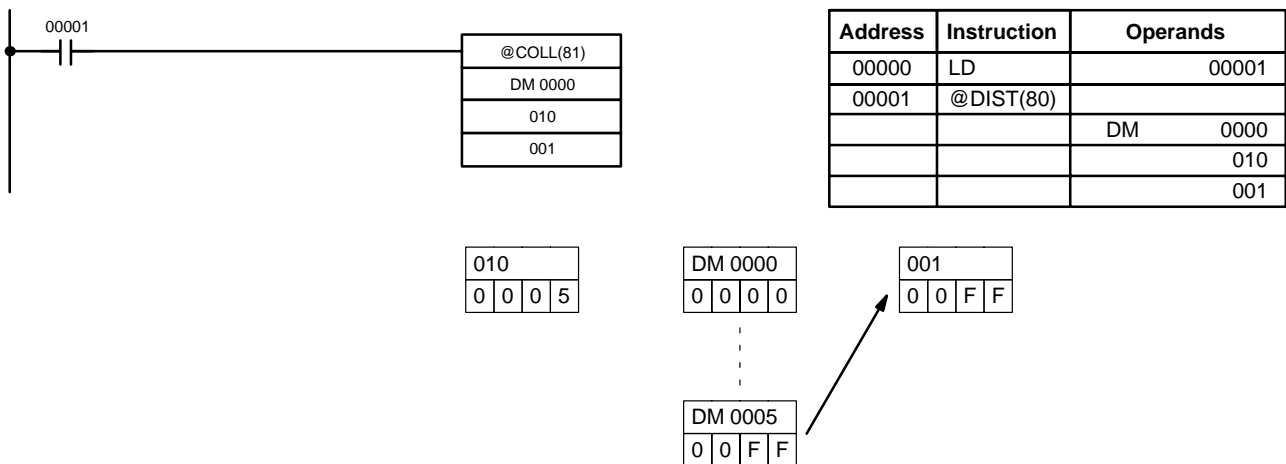 00001
@COLL(81)
DM 0000
010
001
Address Instruction Operands
00000 LD 00001
00001 @DIST(80)
DM 0000
010
001
010 DM 0000 001
0 0 0 5 0 0 0 0 0 0 F F
DM 0005
0 0 F F